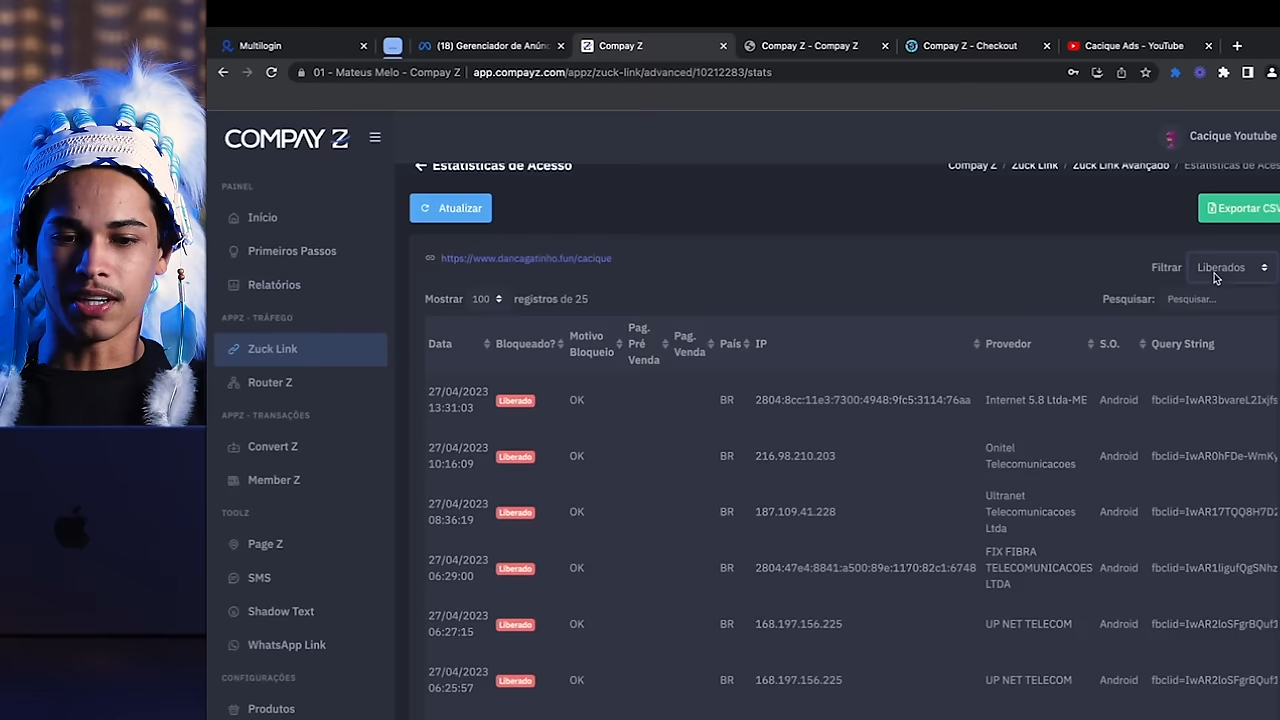 Multilogin
(18) Gerenciador de Anún
Compay Z
Compay Z - Compay Z
Compay Z - Checkout
Cacique Ads - YouTube
01 - Mateus Melo - Compay Z
app.compayz.com/appz/zuck-link/advanced/10212283/stats
COMPAY Z
Cacique Youtube
PAINEL
Início
Primeiros Passos
Relatórios
APPZ - TRÁFEGO
Zuck Link
Router Z
APPZ - TRANSAÇÕES
Convert Z
Member Z
TOOLZ
Page Z
SMS
Shadow Text
WhatsApp Link
CONFIGURAÇÕES
Produtos
Estatísticas de Acesso
Compay Z / Zuck Link / Zuck Link Avançado / Estatísticas de Aces
Atualizar
Exportar CSV
https://www.dancagatinho.fun/cacique
Filtrar Liberados
Mostrar 100 registros de 25
Pesquisar: Pesquisar...
Data Bloqueado? Motivo Bloqueio Pag. Pré Venda Pag. Venda País IP Provedor S.O. Query String
27/04/2023 13:31:03 Liberado OK BR 2804:8cc:11e3:7300:4948:9fc5:3114:76aa Internet 5.8 Ltda-ME Android fbclid=IwAR3bvareL2Ixjfs
27/04/2023 10:16:09 Liberado OK BR 216.98.210.203 Onitel Telecomunicacoes Android fbclid=IwAR0hFDe-WmKy
27/04/2023 08:36:19 Liberado OK BR 187.109.41.228 Ultranet Telecomunicacoes Ltda Android fbclid=IwAR17TQQ8H7D2
27/04/2023 06:29:00 Liberado OK BR 2804:47e4:8841:a500:89e:1170:82c1:6748 FIX FIBRA TELECOMUNICACOES LTDA Android fbclid=IwAR1ligufQgSNhz
27/04/2023 06:27:15 Liberado OK BR 168.197.156.225 UP NET TELECOM Android fbclid=IwAR2loSFgrBQuf1
27/04/2023 06:25:57 Liberado OK BR 168.197.156.225 UP NET TELECOM Android fbclid=IwAR2loSFgrBQuf1